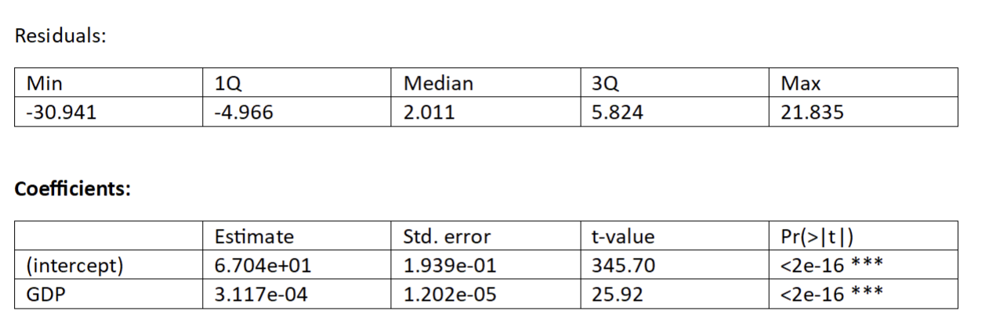 Residuals:
Min 1Q Median 3Q Max
-30.941 -4.966 2.011 5.824 21.835
Coefficients:
Estimate Std. error t-value Pr(>|t|)
(intercept) 6.704e+01 1.939e-01 345.70 <2e-16 ***
GDP 3.117e-04 1.202e-05 25.92 <2e-16 ***